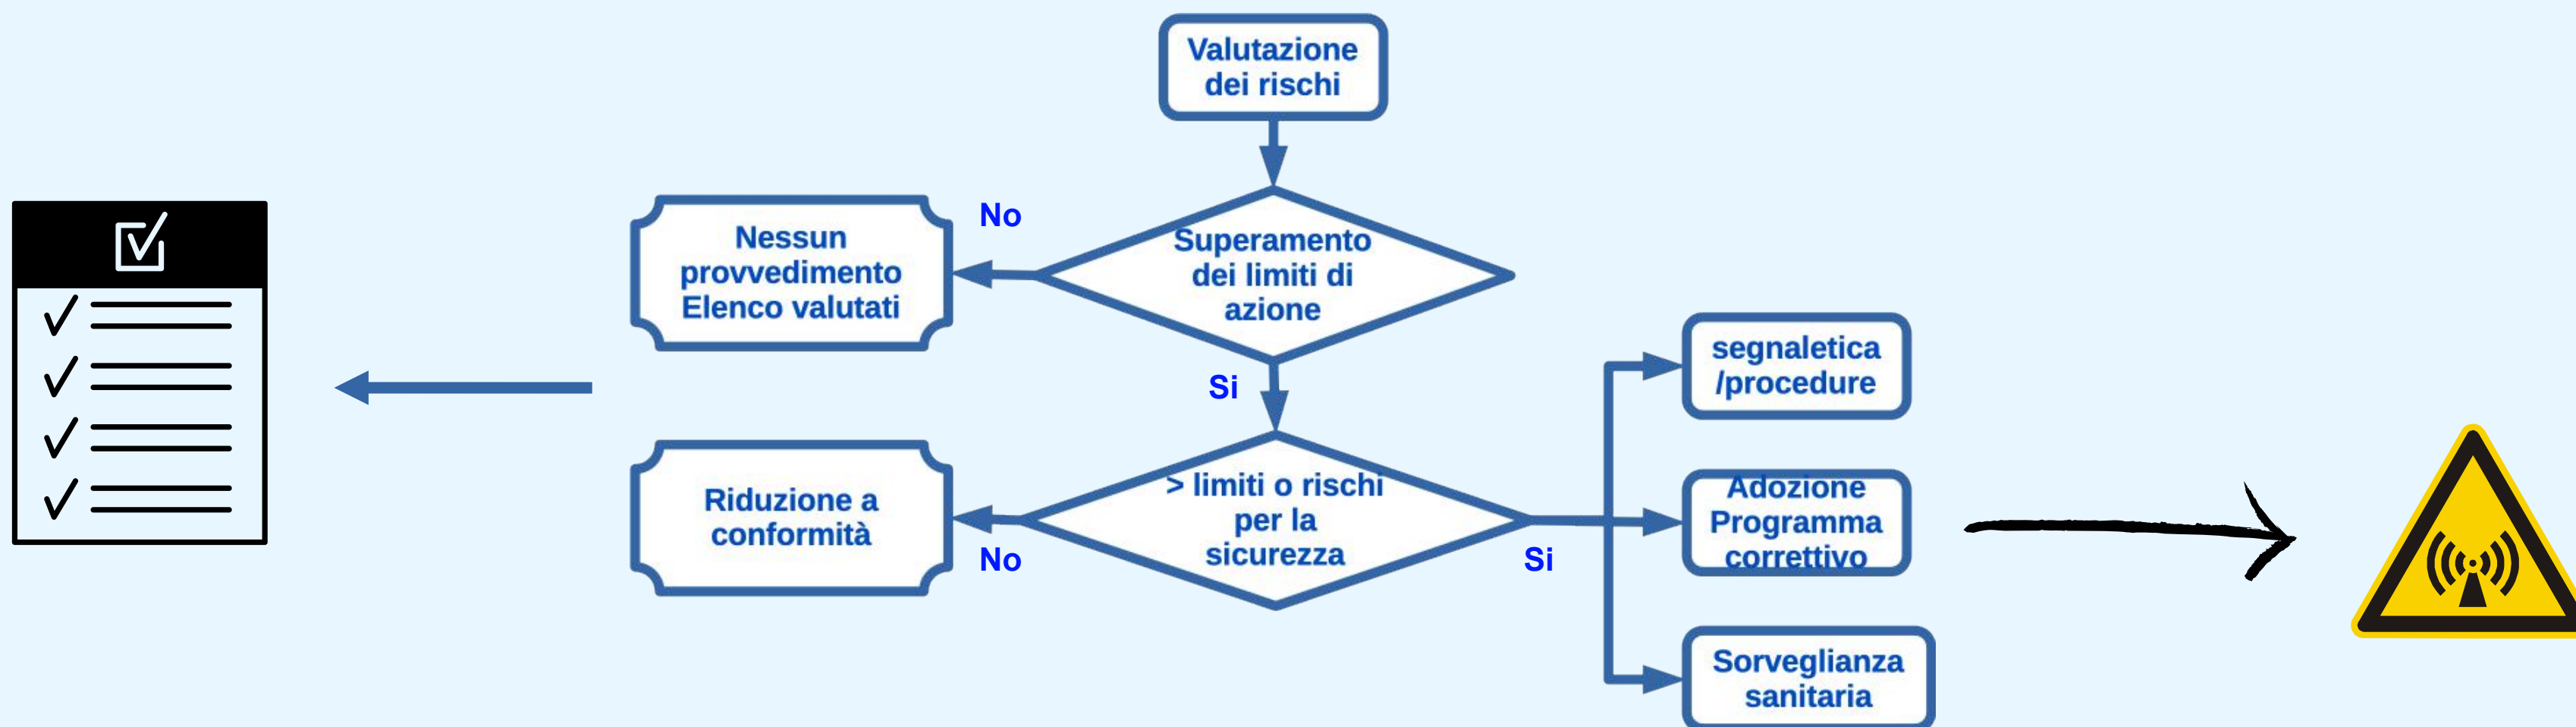 Valutazione
dei rischi
No
Nessun
provvedimento
Elenco valutati
Superamento
dei limiti di
azione
Si
segnaletica
/procedure
Riduzione a
conformità
No
> limiti o rischi
per la
sicurezza
Si
Adozione
Programma
correttivo
Sorveglianza
sanitaria